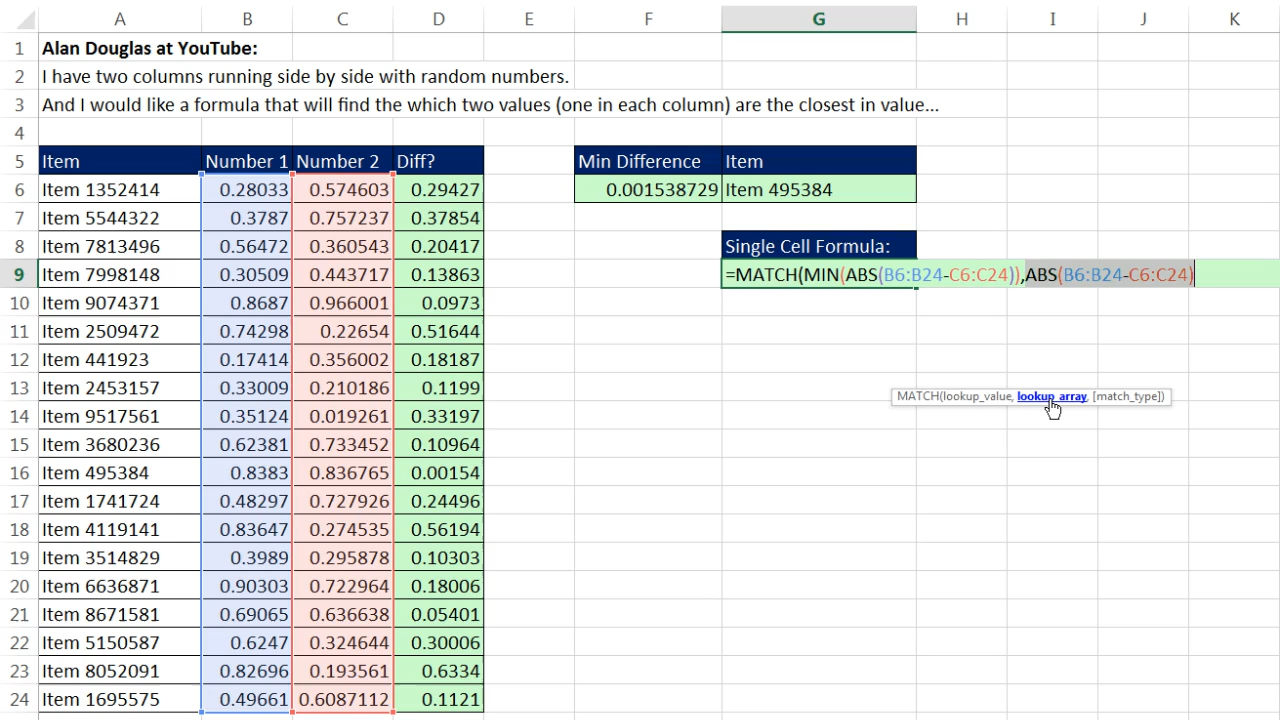 A B C D E F G H I J K
1 Alan Douglas at YouTube:
2 I have two columns running side by side with random numbers.
3 And I would like a formula that will find the which two values (one in each column) are the closest in value...
4
5 Item Number 1 Number 2 Diff? Min Difference Item
6 Item 1352414 0.28033 0.574603 0.29427 0.001538729 Item 495384
7 Item 5544322 0.3787 0.757237 0.37854
8 Item 7813496 0.56472 0.360543 0.20417 Single Cell Formula:
9 Item 7998148 0.30509 0.443717 0.13863 =MATCH(MIN(ABS(B6:B24-C6:C24)),ABS(B6:B24-C6:C24)
10 Item 9074371 0.8687 0.966001 0.0973
11 Item 2509472 0.74298 0.22654 0.51644
12 Item 441923 0.17414 0.356002 0.18187
13 Item 2453157 0.33009 0.210186 0.1199
MATCH(lookup_value, lookup_array, [match_type])
14 Item 9517561 0.35124 0.019261 0.33197
15 Item 3680236 0.62381 0.733452 0.10964
16 Item 495384 0.8383 0.836765 0.00154
17 Item 1741724 0.48297 0.727926 0.24496
18 Item 4119141 0.83647 0.274535 0.56194
19 Item 3514829 0.3989 0.295878 0.10303
20 Item 6636871 0.90303 0.722964 0.18006
21 Item 8671581 0.69065 0.636638 0.05401
22 Item 5150587 0.6247 0.324644 0.30006
23 Item 8052091 0.82696 0.193561 0.6334
24 Item 1695575 0.49661 0.6087112 0.1121